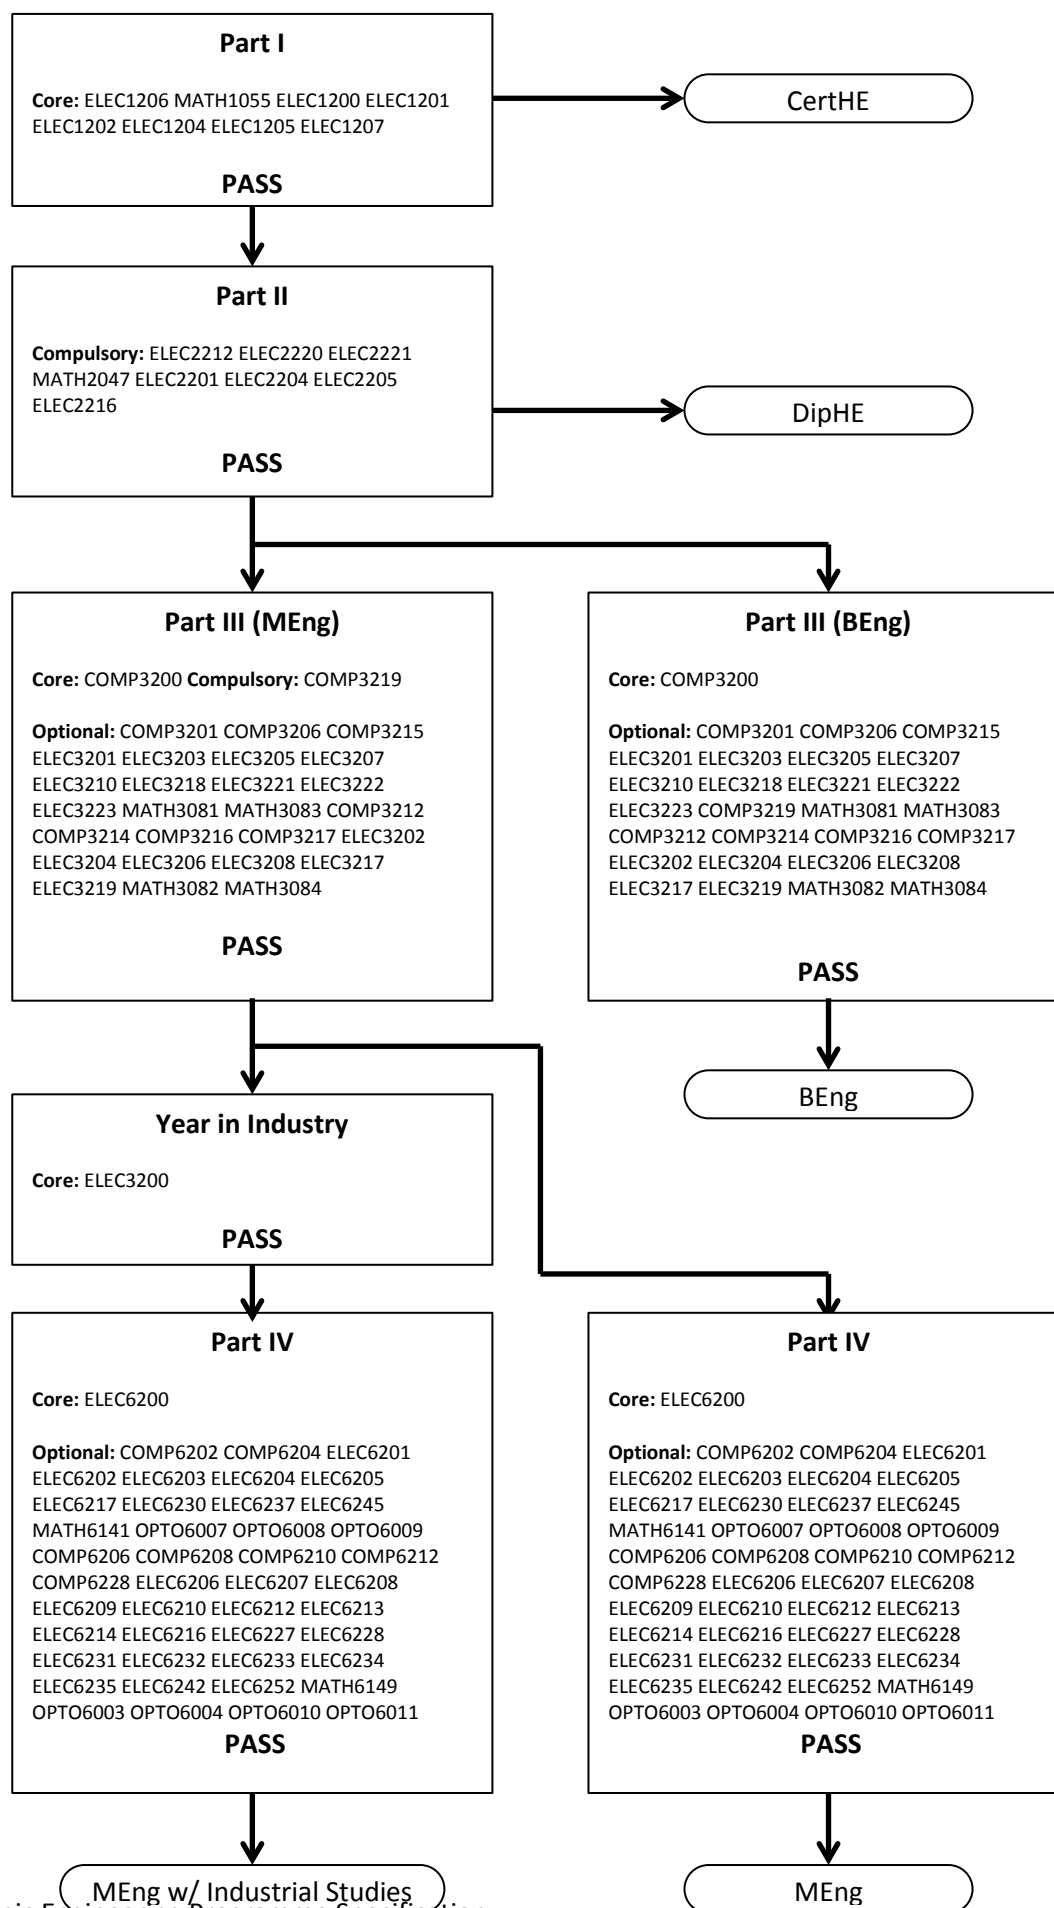 Part I
Core: ELEC1206 MATH1055 ELEC1200 ELEC1201
ELEC1202 ELEC1204 ELEC1205 ELEC1207
PASS
CertHE
Part II
Compulsory: ELEC2212 ELEC2220 ELEC2221
MATH2047 ELEC2201 ELEC2204 ELEC2205
ELEC2216
PASS
DipHE
Part III (MEng)
Core: COMP3200 Compulsory: COMP3219
Optional: COMP3201 COMP3206 COMP3215
ELEC3201 ELEC3203 ELEC3205 ELEC3207
ELEC3210 ELEC3218 ELEC3221 ELEC3222
ELEC3223 MATH3081 MATH3083 COMP3212
COMP3214 COMP3216 COMP3217 ELEC3202
ELEC3204 ELEC3206 ELEC3208 ELEC3217
ELEC3219 MATH3082 MATH3084
PASS
Part III (BEng)
Core: COMP3200
Optional: COMP3201 COMP3206 COMP3215
ELEC3201 ELEC3203 ELEC3205 ELEC3207
ELEC3210 ELEC3218 ELEC3221 ELEC3222
ELEC3223 COMP3219 MATH3081 MATH3083
COMP3212 COMP3214 COMP3216 COMP3217
ELEC3202 ELEC3204 ELEC3206 ELEC3208
ELEC3217 ELEC3219 MATH3082 MATH3084
PASS
BEng
Year in Industry
Core: ELEC3200
PASS
Part IV
Core: ELEC6200
Optional: COMP6202 COMP6204 ELEC6201
ELEC6202 ELEC6203 ELEC6204 ELEC6205
ELEC6217 ELEC6230 ELEC6237 ELEC6245
MATH6141 OPTO6007 OPTO6008 OPTO6009
COMP6206 COMP6208 COMP6210 COMP6212
COMP6228 ELEC6206 ELEC6207 ELEC6208
ELEC6209 ELEC6210 ELEC6212 ELEC6213
ELEC6214 ELEC6216 ELEC6227 ELEC6228
ELEC6231 ELEC6232 ELEC6233 ELEC6234
ELEC6235 ELEC6242 ELEC6252 MATH6149
OPTO6003 OPTO6004 OPTO6010 OPTO6011
PASS
Part IV
Core: ELEC6200
Optional: COMP6202 COMP6204 ELEC6201
ELEC6202 ELEC6203 ELEC6204 ELEC6205
ELEC6217 ELEC6230 ELEC6237 ELEC6245
MATH6141 OPTO6007 OPTO6008 OPTO6009
COMP6206 COMP6208 COMP6210 COMP6212
COMP6228 ELEC6206 ELEC6207 ELEC6208
ELEC6209 ELEC6210 ELEC6212 ELEC6213
ELEC6214 ELEC6216 ELEC6227 ELEC6228
ELEC6231 ELEC6232 ELEC6233 ELEC6234
ELEC6235 ELEC6242 ELEC6252 MATH6149
OPTO6003 OPTO6004 OPTO6010 OPTO6011
PASS
MEng w/ Industrial Studies
MEng
Programme Specification